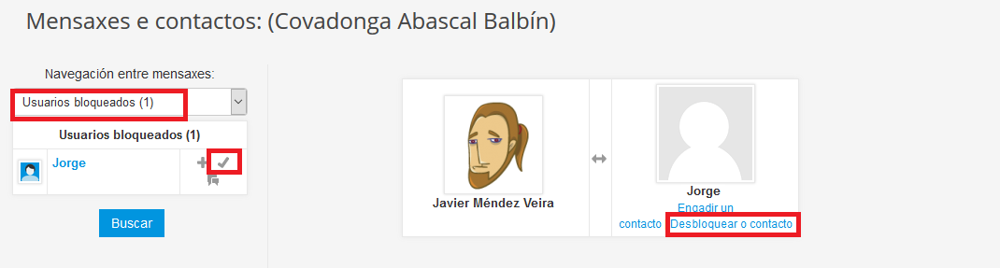 Mensaxes e contactos: (Covadonga Abascal Balbín)
Navegación entre mensaxes:
Usuarios bloqueados (1)
Usuarios bloqueados (1)
Jorge
Buscar
Javier Méndez Veira
Jorge
Engadir un
contacto Desbloquear o contacto